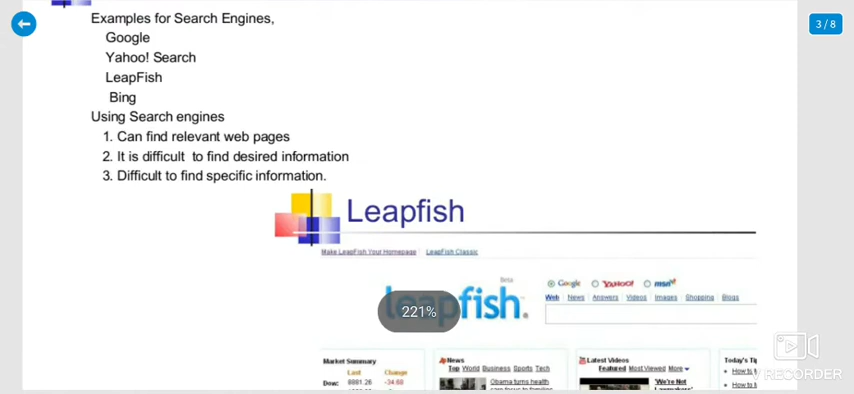 3 / 8
Examples for Search Engines,
Google
Yahoo! Search
LeapFish
Bing
Using Search engines
1. Can find relevant web pages
2. It is difficult to find desired information
3. Difficult to find specific information.
Leapfish
Make LeapFish Your Homepage LeapFish Classic
Beta
Google YAHOO! msn
leapfish.
Web News Answers Videos Images Shopping Blogs
221%
Market Summary News Latest Videos Today's Tip
Last Change Top World Business Sports Tech Featured Most Viewed More
Dow: 8881.26 -34.68 Obama turns health 'We're Not
V RECORDER